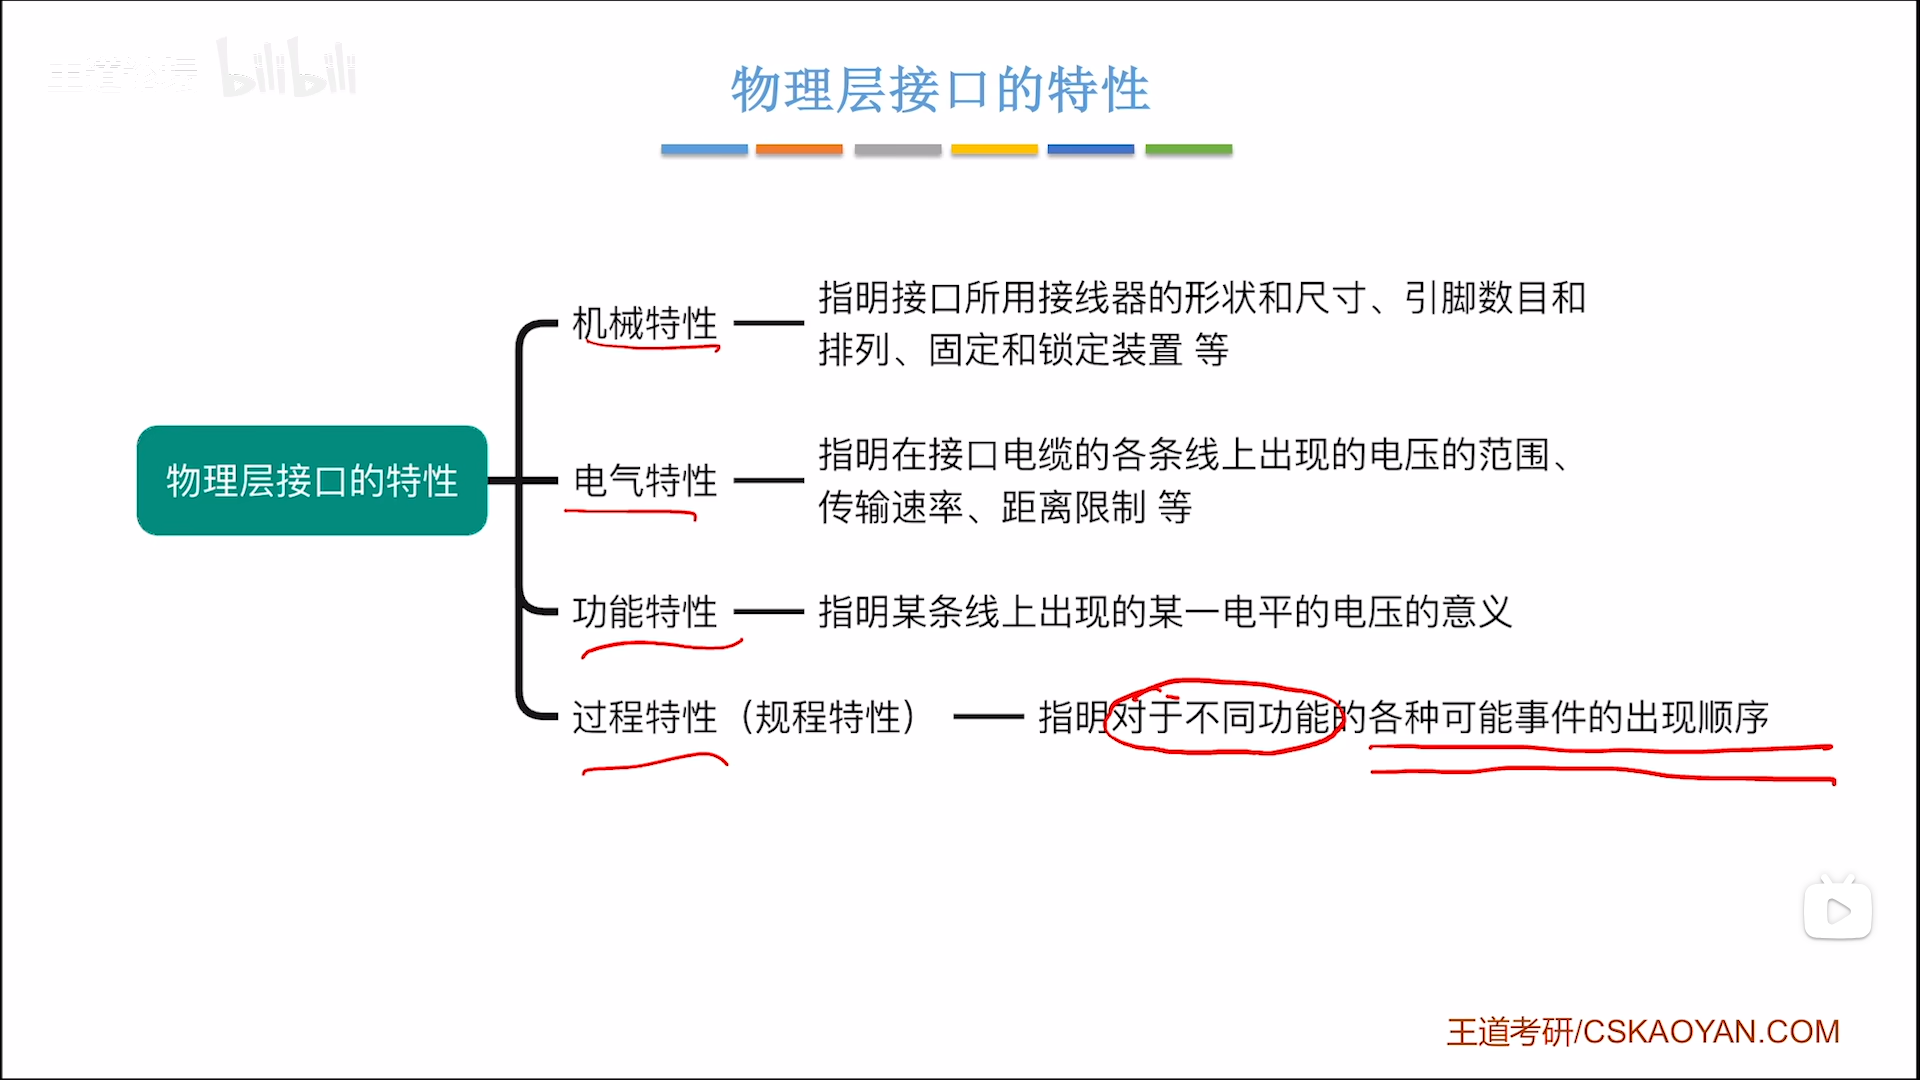 王道论坛 bilibili
物理层接口的特性
物理层接口的特性
机械特性
指明接口所用接线器的形状和尺寸、引脚数目和
排列、固定和锁定装置 等
电气特性
指明在接口电缆的各条线上出现的电压的范围、
传输速率、距离限制 等
功能特性
指明某条线上出现的某一电平的电压的意义
过程特性（规程特性）
指明对于不同功能的各种可能事件的出现顺序
王道考研/CSKAOYAN.COM